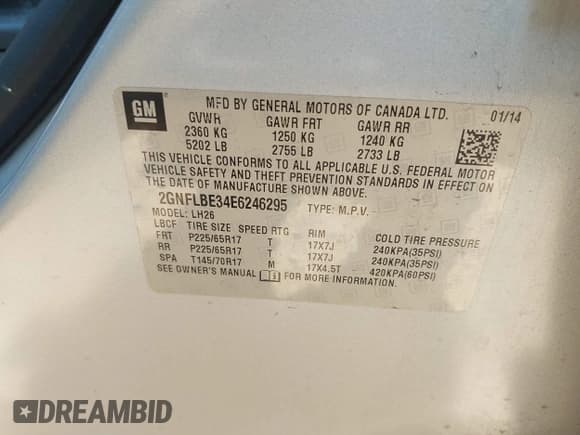 GM ® MFD BY GENERAL MOTORS OF CANADA LTD. 01/14
GVWR GAWR FRT GAWR RR
2360 KG 1250 KG 1240 KG
5202 LB 2755 LB 2733 LB
THIS VEHICLE CONFORMS TO ALL APPLICABLE U.S. FEDERAL MOTOR
VEHICLE SAFETY AND THEFT PREVENTION STANDARDS IN EFFECT ON
THE DATE OF MANUFACTURE SHOWN ABOVE.
2GNFLBE34E6246295 TYPE: M.P.V.
MODEL: LH26
LBCF TIRE SIZE SPEED RTG RIM COLD TIRE PRESSURE
FRT P225/65R17 T 17X7J 240KPA(35PSI)
RR P225/65R17 T 17X7J 240KPA(35PSI)
SPA T145/70R17 M 17X4.5T 420KPA(60PSI)
SEE OWNER'S MANUAL FOR MORE INFORMATION.
DREAMBID